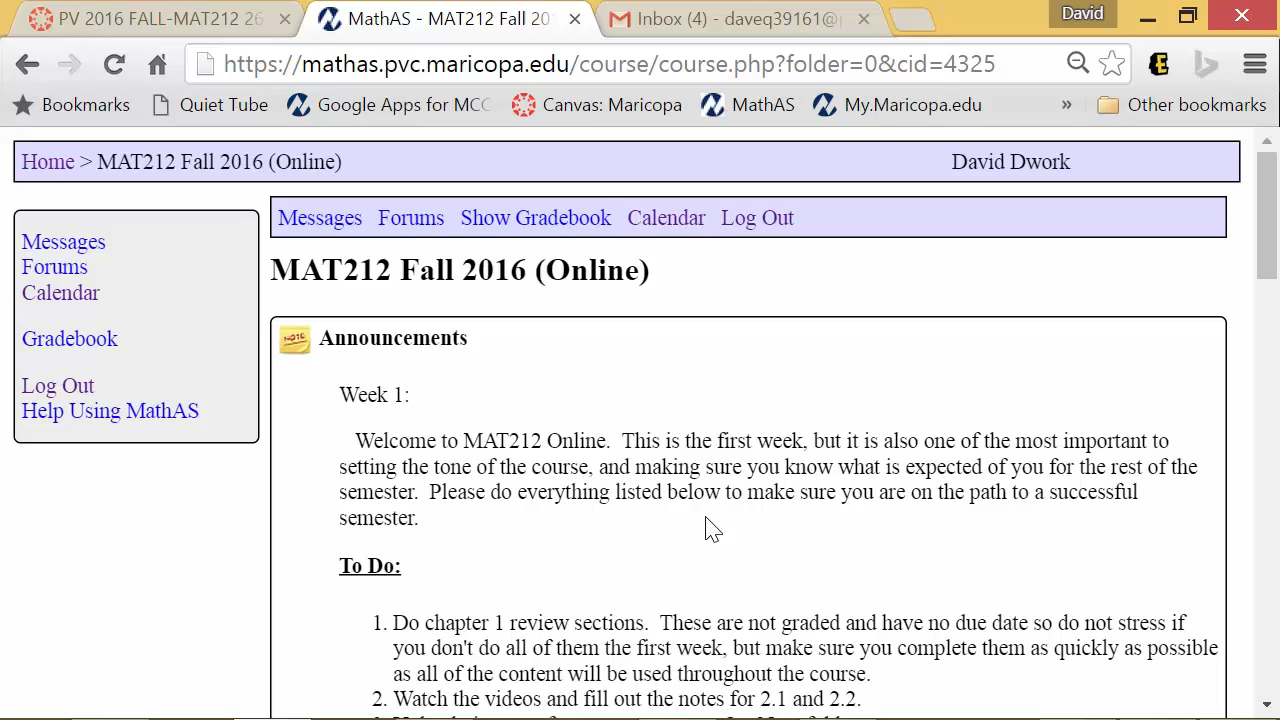 PV 2016 FALL-MAT212 26
MathAS - MAT212 Fall 20
Inbox (4) - daveq39161@
David
https://mathas.pvc.maricopa.edu/course/course.php?folder=0&cid=4325
Bookmarks
Quiet Tube
Google Apps for MCC
Canvas: Maricopa
MathAS
My.Maricopa.edu
»
Other bookmarks
Home > MAT212 Fall 2016 (Online)
David Dwork
Messages
Forums
Calendar
Gradebook
Log Out
Help Using MathAS
Messages Forums Show Gradebook Calendar Log Out
MAT212 Fall 2016 (Online)
NOTE
Announcements
Week 1:
Welcome to MAT212 Online. This is the first week, but it is also one of the most important to
setting the tone of the course, and making sure you know what is expected of you for the rest of the
semester. Please do everything listed below to make sure you are on the path to a successful
semester.
To Do:
1. Do chapter 1 review sections. These are not graded and have no due date so do not stress if
you don't do all of them the first week, but make sure you complete them as quickly as possible
as all of the content will be used throughout the course.
2. Watch the videos and fill out the notes for 2.1 and 2.2.